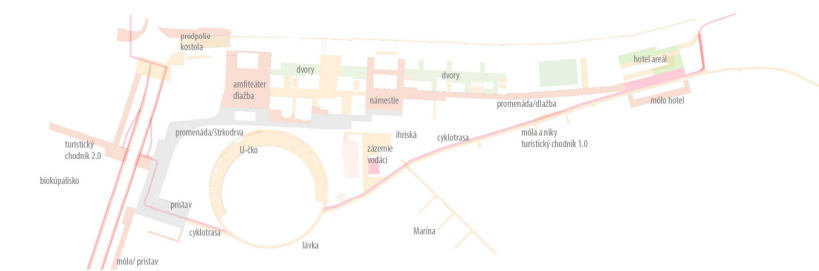 predpolie
kostola
hotel areál
dvory
dvory
amfiteáter
dlažba
námestie
mólo hotel
promenáda/dlažba
promenáda/štrkodrva
ihriská
cyklotrasa
móla a niky
turistický chodník 1.0
turistický
chodník 2.0
U-čko
zázemie
vodáci
biokúpalisko
prístav
cyklotrasa
Marína
lávka
mólo/ prístav